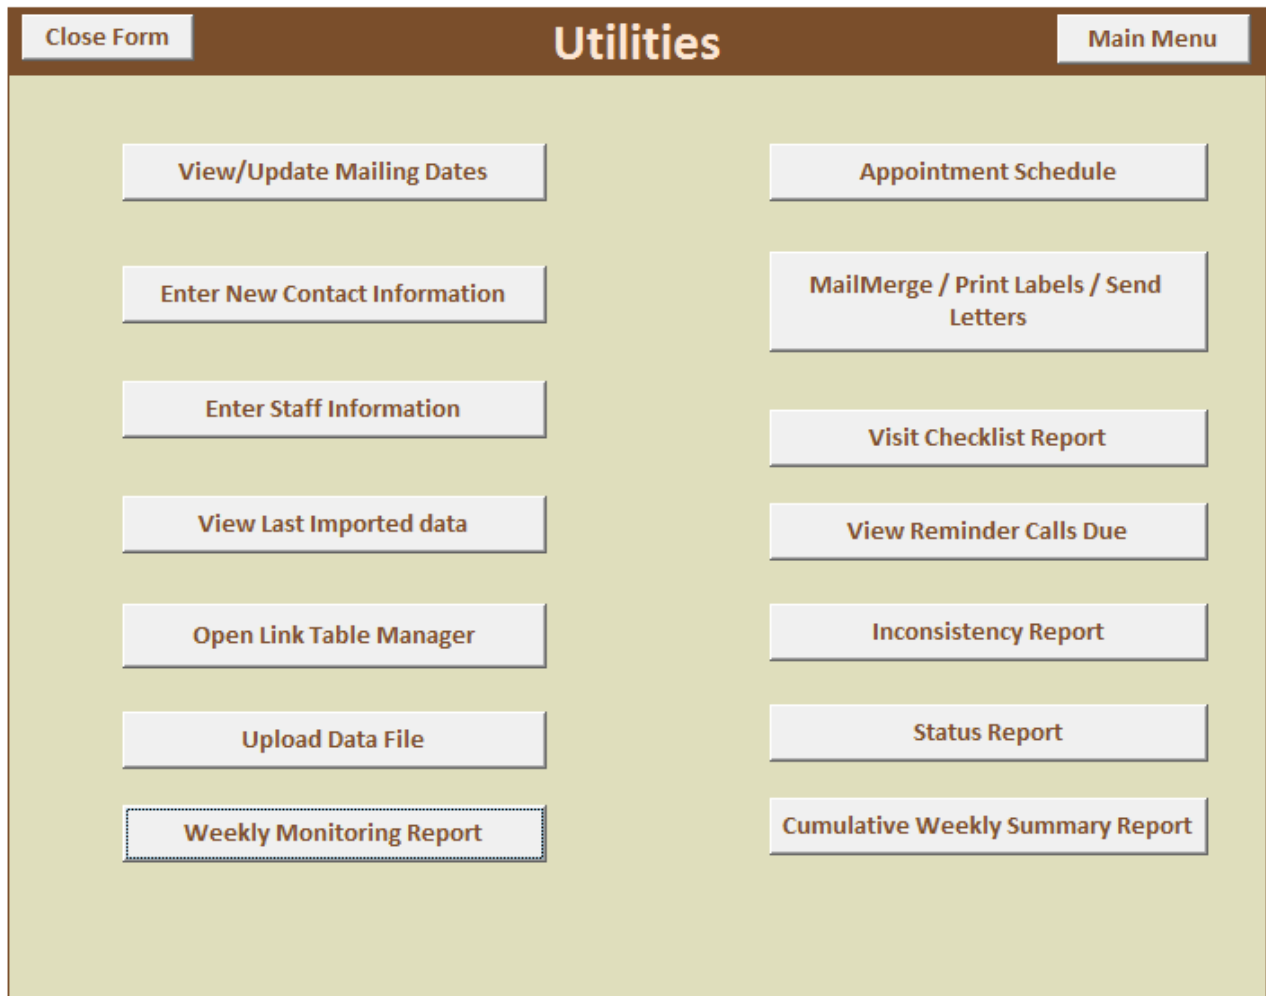 Close Form
Utilities
Main Menu
View/Update Mailing Dates
Enter New Contact Information
Enter Staff Information
View Last Imported data
Open Link Table Manager
Upload Data File
Weekly Monitoring Report
Appointment Schedule
MailMerge / Print Labels / Send
Letters
Visit Checklist Report
View Reminder Calls Due
Inconsistency Report
Status Report
Cumulative Weekly Summary Report